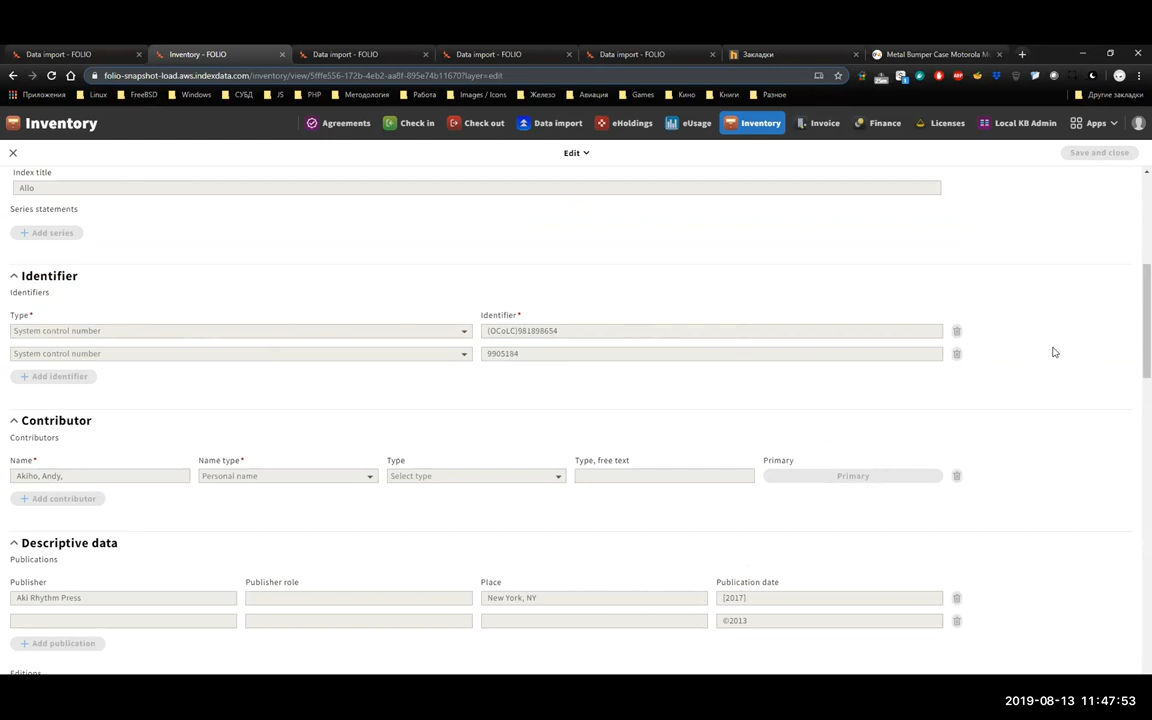 Data import - FOLIO
Inventory - FOLIO
Data import - FOLIO
Data import - FOLIO
Data import - FOLIO
Закладки
Metal Bumper Case Motorola M
folio-snapshot-load.aws.indexdata.com/inventory/view/5fffe556-172b-4eb2-aa8f-895e74b11670?layer=edit
25m
ABP
Приложения Linux FreeBSD Windows СУБД JS PHP Методология Работа Images / Icons Железо Авиация Games Кино Книги Разное Другие закладки
Inventory Agreements Check in Check out Data import eHoldings eUsage Inventory Invoice Finance Licenses Local KB Admin Apps
Edit Save and close
Index title
Allo
Series statements
+ Add series
Identifier
Identifiers
Type* Identifier*
System control number (OCoLC)981898654
System control number 9905184
+ Add identifier
Contributor
Contributors
Name* Name type* Type Type, free text Primary
Akiho, Andy, Personal name Select type Primary
+ Add contributor
Descriptive data
Publications
Publisher Publisher role Place Publication date
Aki Rhythm Press New York, NY [2017]
©2013
+ Add publication
Editions
2019-08-13 11:47:53